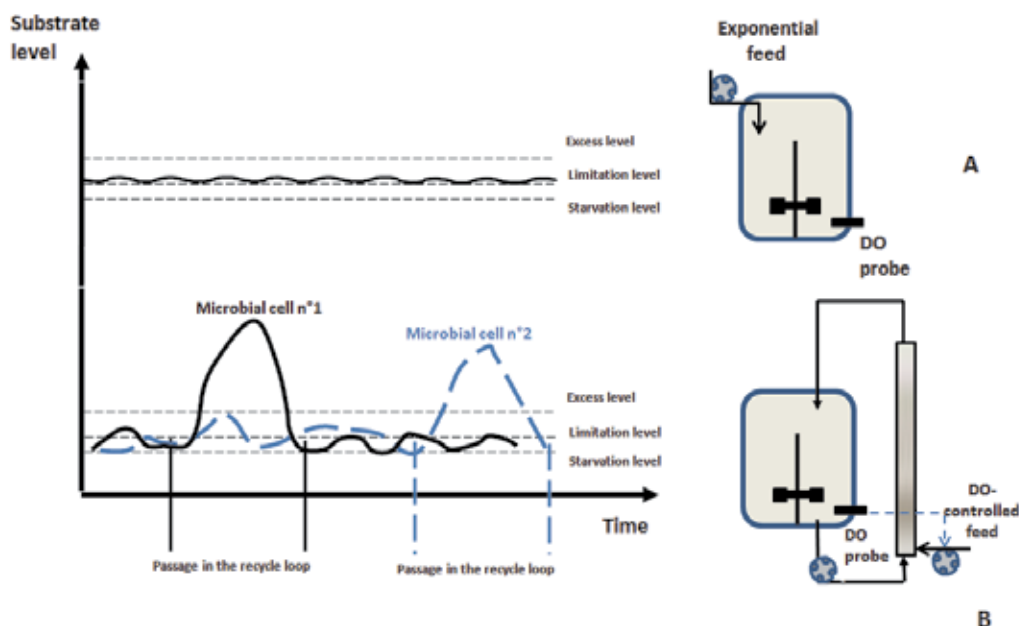 Substrate
level
Exponential
feed
Excess level
Limitation level
Starvation level
A
DO
probe
Microbial cell n°1
Microbial cell n°2
Excess level
Limitation level
Starvation level
Time
Passage in the recycle loop
Passage in the recycle loop
DO
probe
DO-
controlled
feed
B